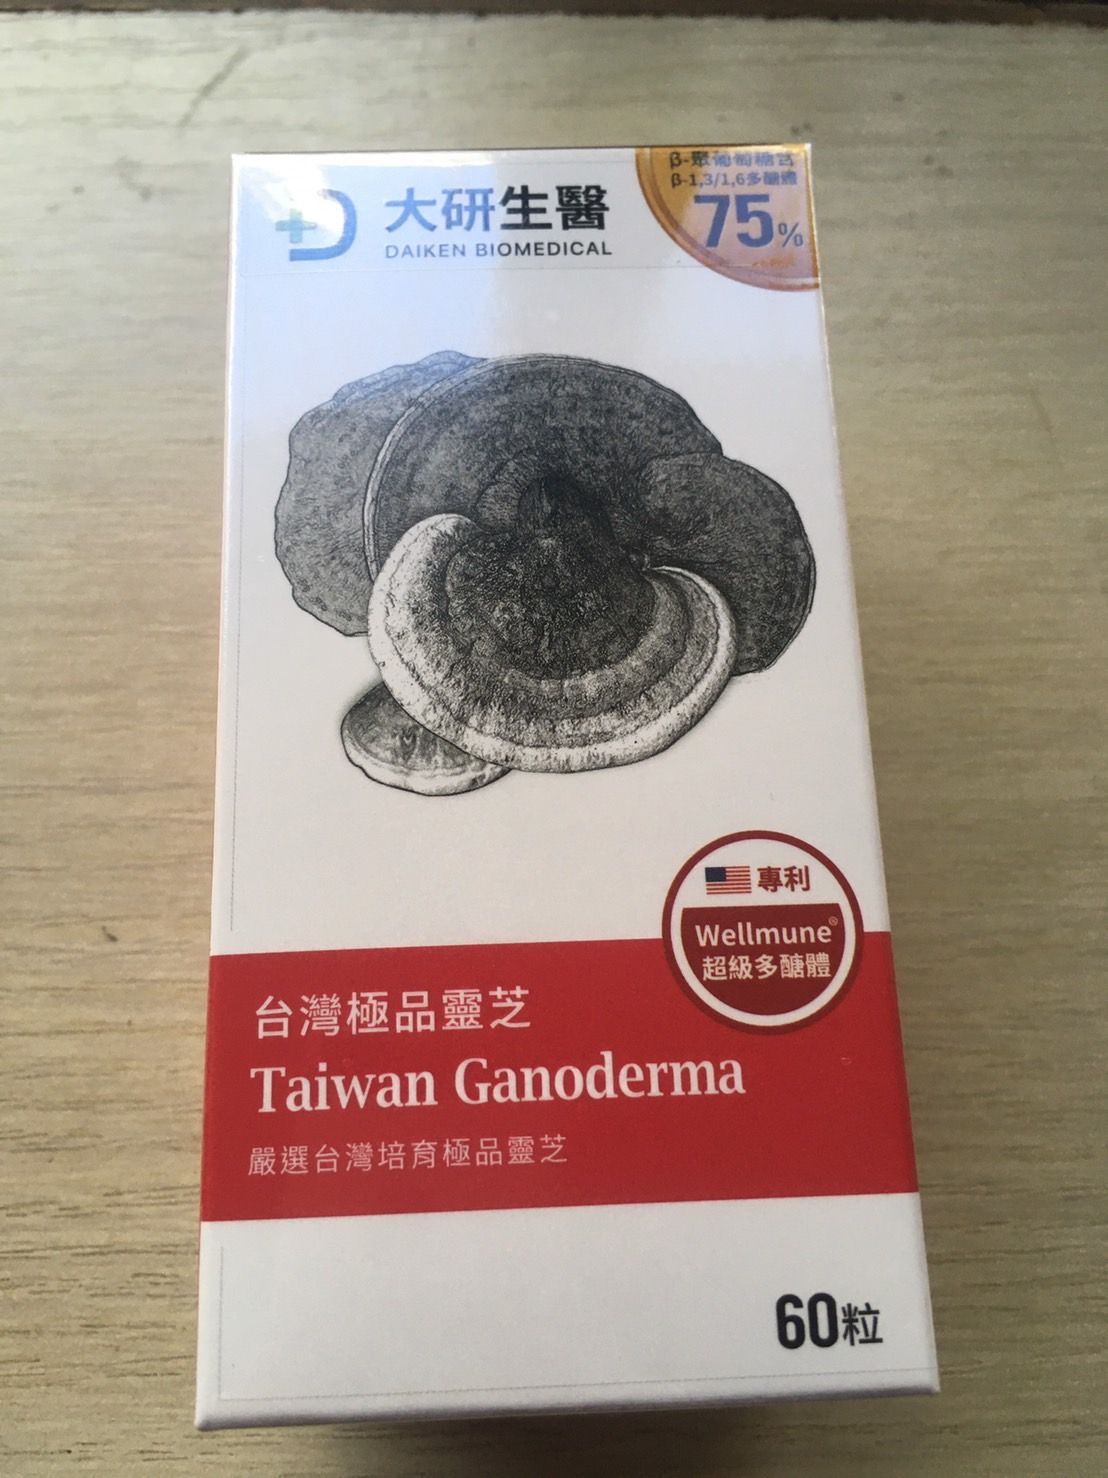 大研生醫
DAIKEN BIOMEDICAL
β-聚葡萄糖含
β-1,3/1,6多醣體
75%
專利
Wellmune®
超級多醣體
台灣極品靈芝
Taiwan Ganoderma
嚴選台灣培育極品靈芝
60粒